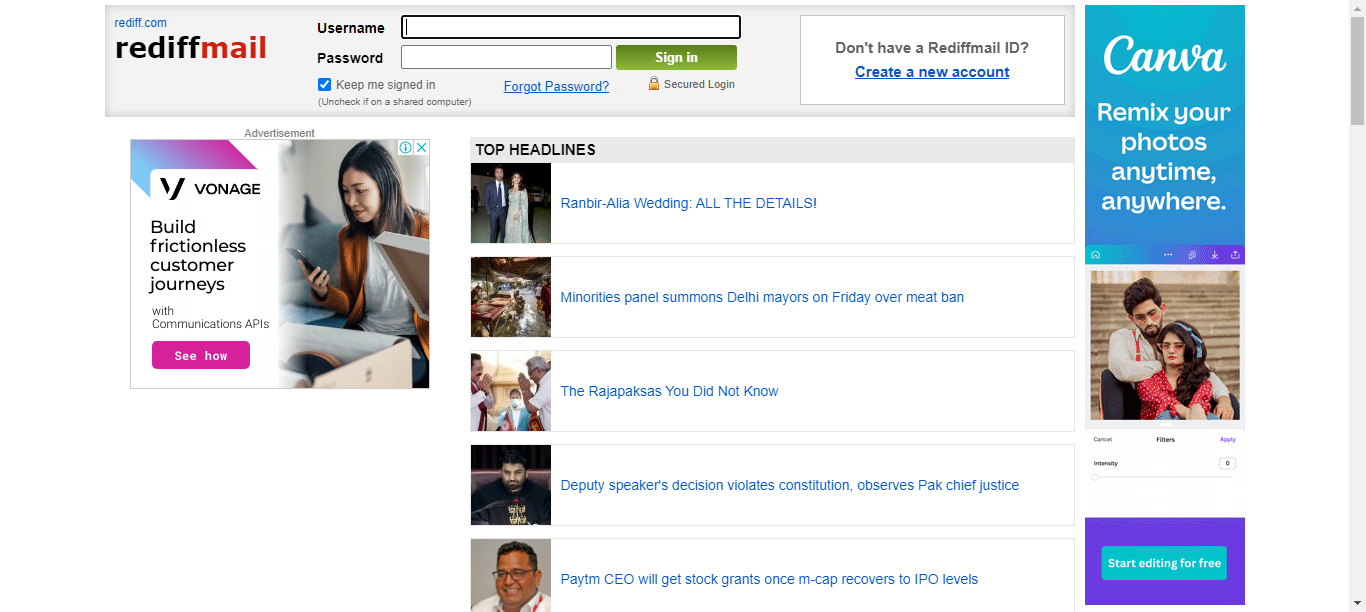 rediff.com
rediffmail
Username
Password
Sign in
Keep me signed in
(Uncheck if on a shared computer)
Forgot Password?
Secured Login
Don't have a Rediffmail ID?
Create a new account
Advertisement
VONAGE
Build
frictionless
customer
journeys
with
Communications APIs
See how
TOP HEADLINES
Ranbir-Alia Wedding: ALL THE DETAILS!
Minorities panel summons Delhi mayors on Friday over meat ban
The Rajapaksas You Did Not Know
Deputy speaker's decision violates constitution, observes Pak chief justice
Paytm CEO will get stock grants once m-cap recovers to IPO levels
Canva
Remix your
photos
anytime,
anywhere.
Cancel Filters Apply
Intensity 0
Start editing for free